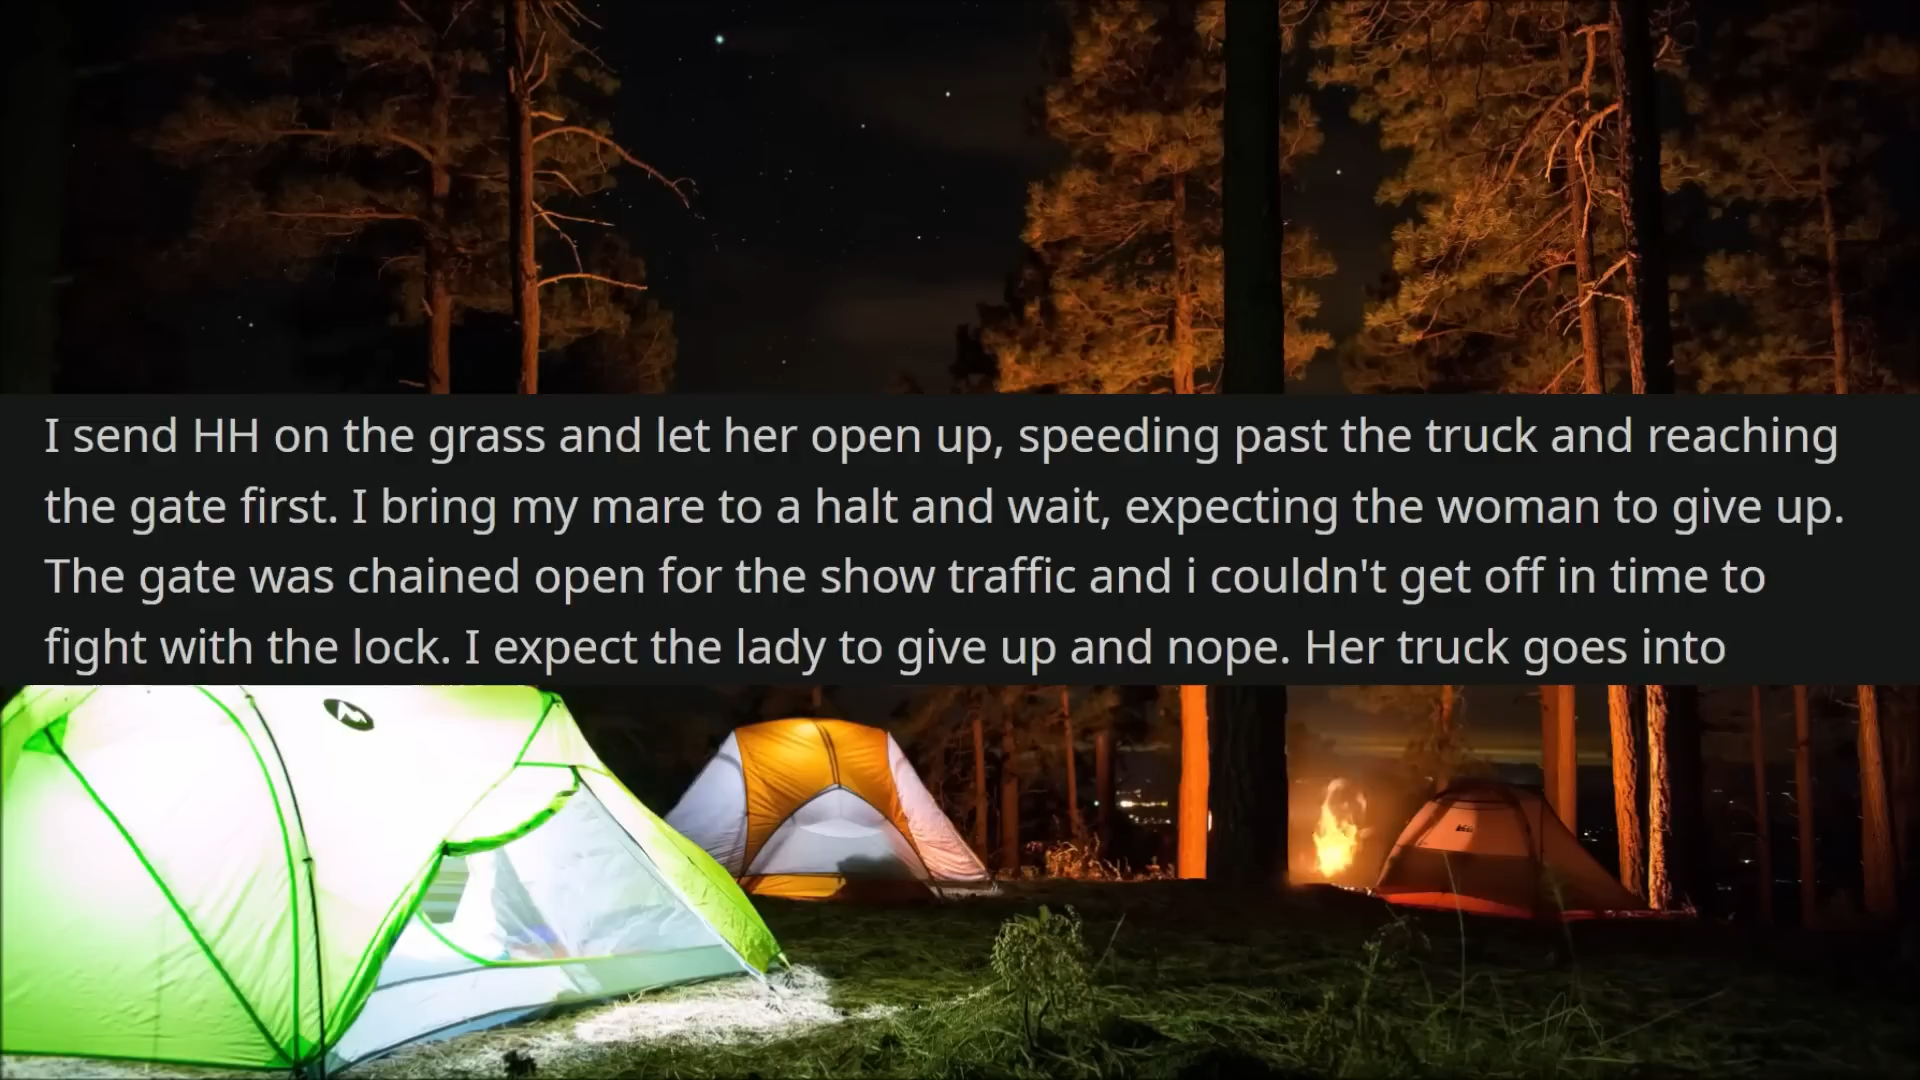 I send HH on the grass and let her open up, speeding past the truck and reaching
the gate first. I bring my mare to a halt and wait, expecting the woman to give up.
The gate was chained open for the show traffic and i couldn't get off in time to
fight with the lock. I expect the lady to give up and nope. Her truck goes into